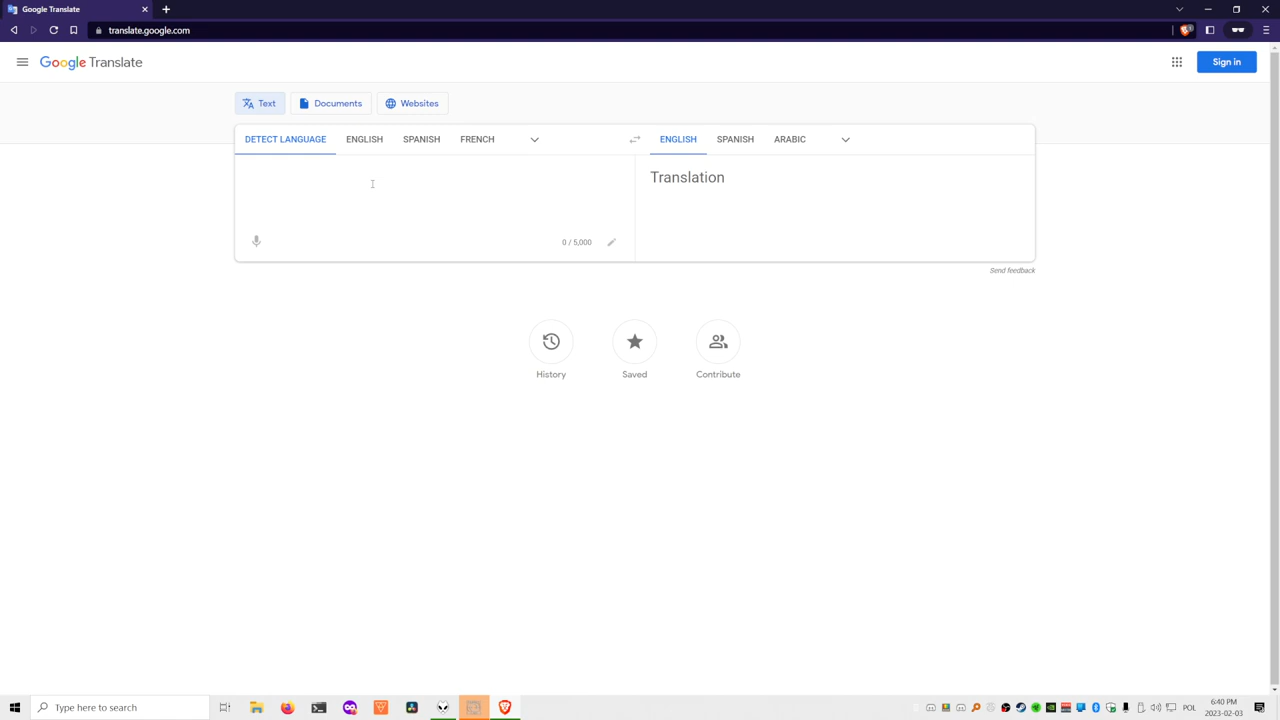 Google Translate
translate.google.com
Google Translate
Sign in
Text
Documents
Websites
DETECT LANGUAGE
ENGLISH
SPANISH
FRENCH
ENGLISH
SPANISH
ARABIC
Translation
0 / 5,000
Send feedback
History
Saved
Contribute
Type here to search
POL
6:40 PM
2023-02-03